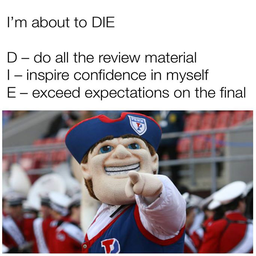 I'm about to DIE
D – do all the review material
I – inspire confidence in myself
E – exceed expectations on the final